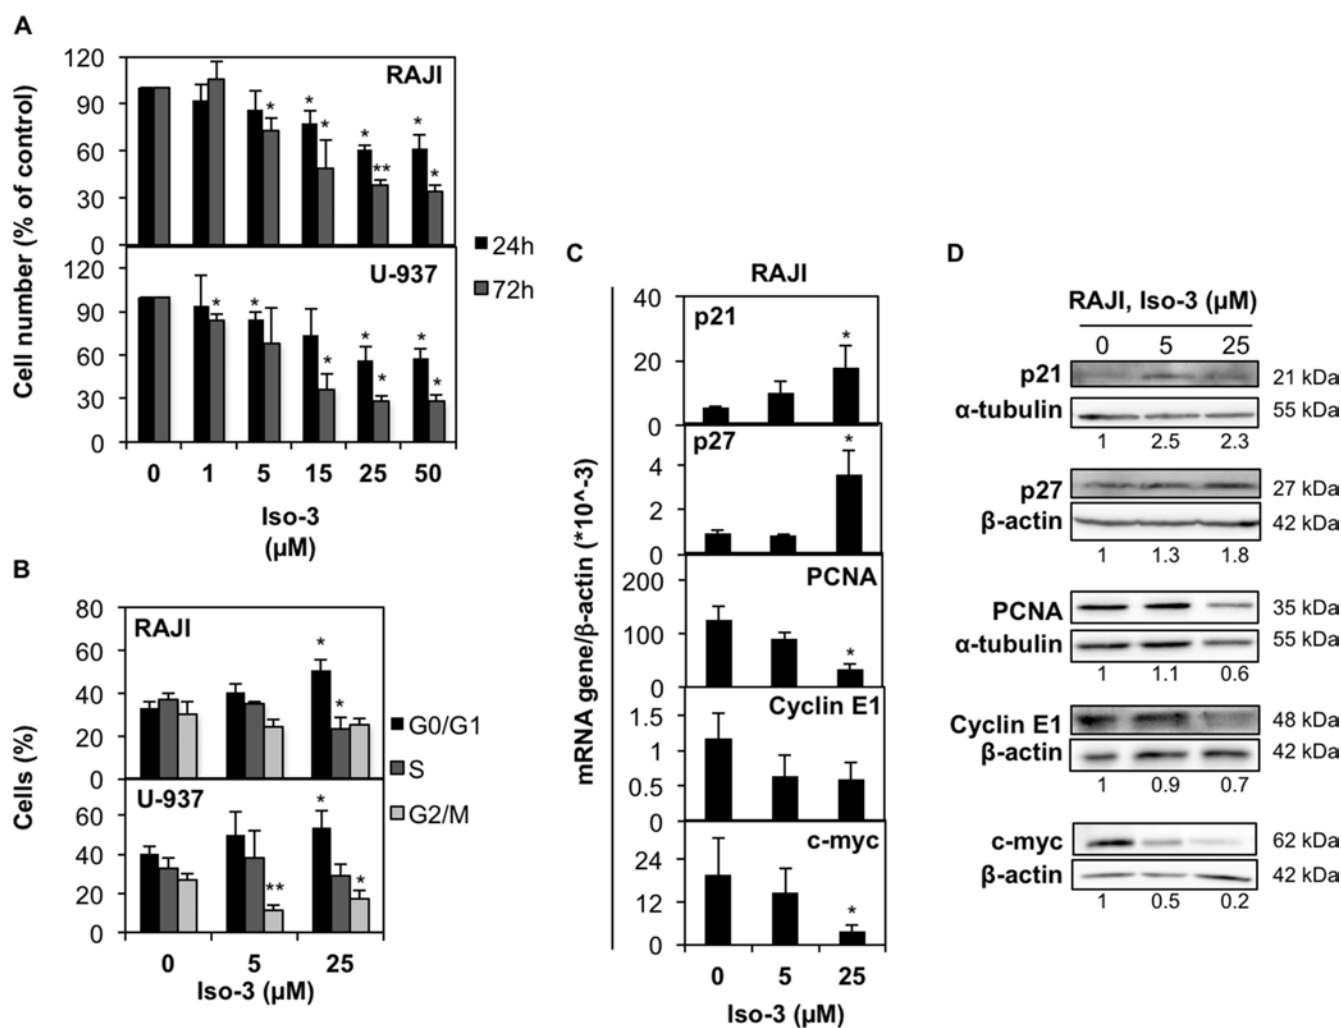 A
Cell number (% of control)
120
90
60
30
0
RAJI
* * * * ** * *
120
90
60
30
0
U-937
* * * * * * *
0 1 5 15 25 50
Iso-3
(µM)
24h
72h
B
Cells (%)
80
60
40
20
0
RAJI
* *
60
40
20
0
U-937
** * *
0 5 25
Iso-3 (µM)
G0/G1
S
G2/M
C
RAJI
mRNA gene/β-actin (*10^-3)
40
20
0
p21
*
4
2
0
p27
*
200
100
0
PCNA
*
1.5
1
0.5
0
Cyclin E1
24
12
0
c-myc
*
0 5 25
Iso-3 (µM)
D
RAJI, Iso-3 (µM)
0 5 25
p21 21 kDa
α-tubulin 55 kDa
1 2.5 2.3
p27 27 kDa
β-actin 42 kDa
1 1.3 1.8
PCNA 35 kDa
α-tubulin 55 kDa
1 1.1 0.6
Cyclin E1 48 kDa
β-actin 42 kDa
1 0.9 0.7
c-myc 62 kDa
β-actin 42 kDa
1 0.5 0.2